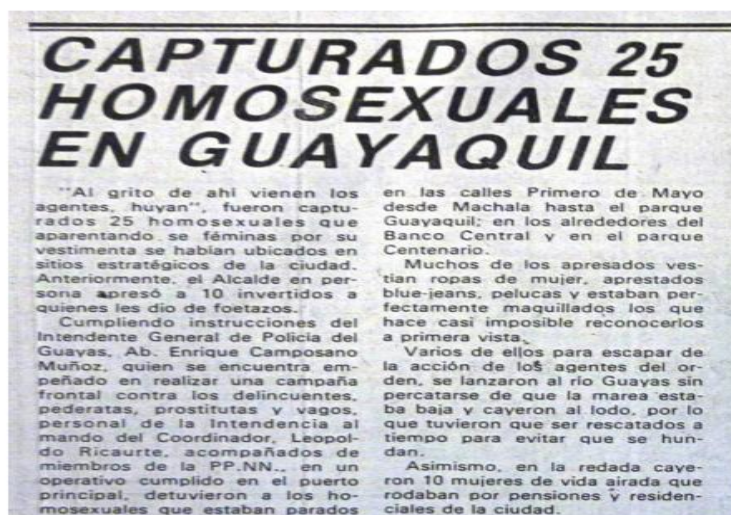 CAPTURADOS 25
HOMOSEXUALES
EN GUAYAQUIL
"Al grito de ahí vienen los
agentes, huyan", fueron captu-
rados 25 homosexuales que
aparentando se féminas por su
vestimenta se habían ubicados en
sitios estratégicos de la ciudad.
Anteriormente, el Alcalde en per-
sona apresó a 10 invertidos a
quienes les dio de foetazos.
Cumpliendo instrucciones del
Intendente General de Policía del
Guayas, Ab. Enrique Camposano
Muñoz, quien se encuentra em-
peñado en realizar una campaña
frontal contra los delincuentes,
pederatas, prostitutas y vagos,
personal de la Intendencia al
mando del Coordinador, Leopol-
do Ricaurte, acompañados de
miembros de la PP.NN., en un
operativo cumplido en el puerto
principal, detuvieron a los ho-
mosexuales que estaban parados
en las calles Primero de Mayo
desde Machala hasta el parque
Guayaquil; en los alrededores del
Banco Central y en el parque
Centenario.
Muchos de los apresados ves-
tían ropas de mujer, aprestados
blue-jeans, pelucas y estaban per-
fectamente maquillados los que
hace casi imposible reconocerlos
a primera vista.
Varios de ellos para escapar de
la acción de los agentes del or-
den, se lanzaron al río Guayas sin
percatarse de que la marea esta-
ba baja y cayeron al lodo, por lo
que tuvieron que ser rescatados a
tiempo para evitar que se hun-
dan.
Asimismo, en la redada caye-
ron 10 mujeres de vida airada que
rodaban por pensiones y residen-
ciales de la ciudad.